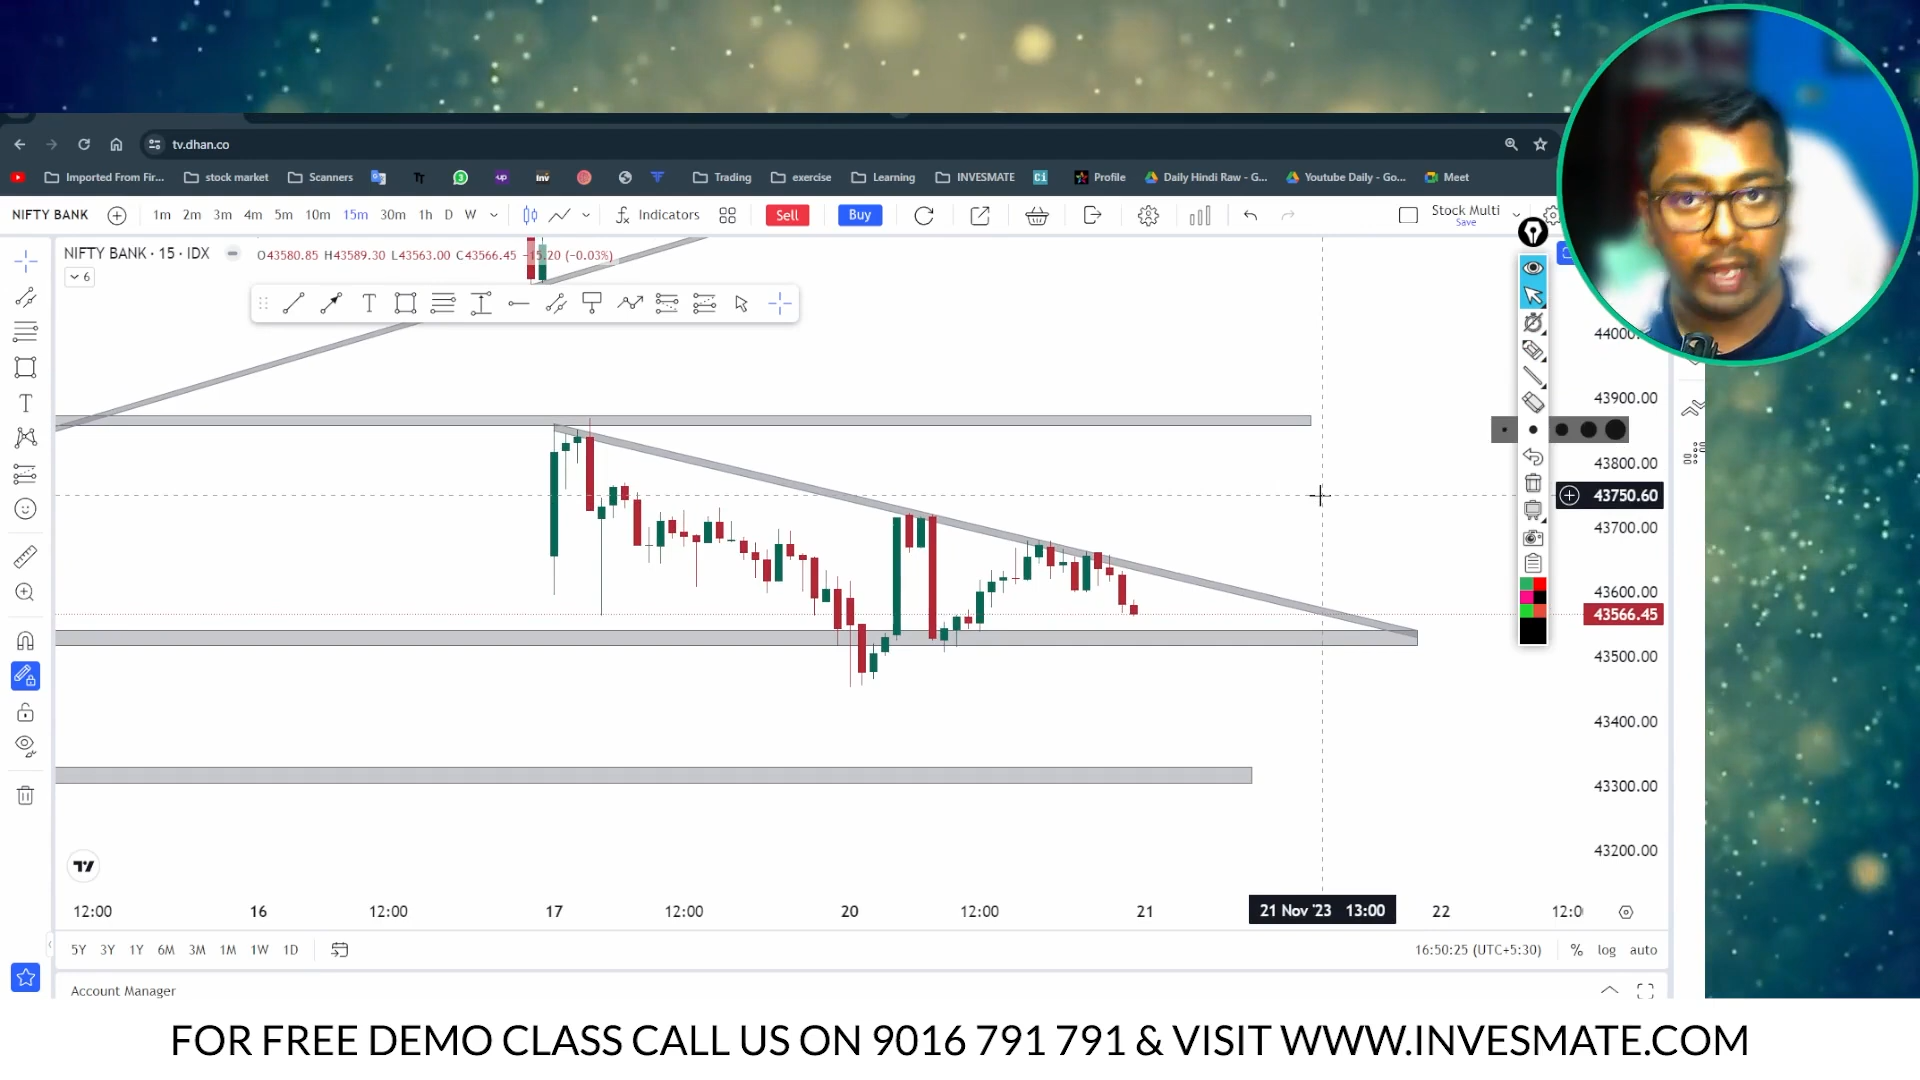 tv.dhan.co
Imported From Fir... stock market Scanners Trading exercise Learning INVESMATE Profile Daily Hindi Raw - G... Youtube Daily - Go... Meet
NIFTY BANK 1m 2m 3m 4m 5m 10m 15m 30m 1h D W Indicators Sell Buy Stock Multi
Save
NIFTY BANK · 15 · IDX O43580.85 H43589.30 L43563.00 C43566.45 −15.20 (−0.03%)
6
43900.00
43800.00
43750.60
43700.00
43600.00
43566.45
43500.00
43400.00
43300.00
43200.00
12:00 16 12:00 17 12:00 20 12:00 21 21 Nov '23 13:00 22
5Y 3Y 1Y 6M 3M 1M 1W 1D 16:50:25 (UTC+5:30) % log auto
Account Manager
FOR FREE DEMO CLASS CALL US ON 9016 791 791 & VISIT WWW.INVESMATE.COM